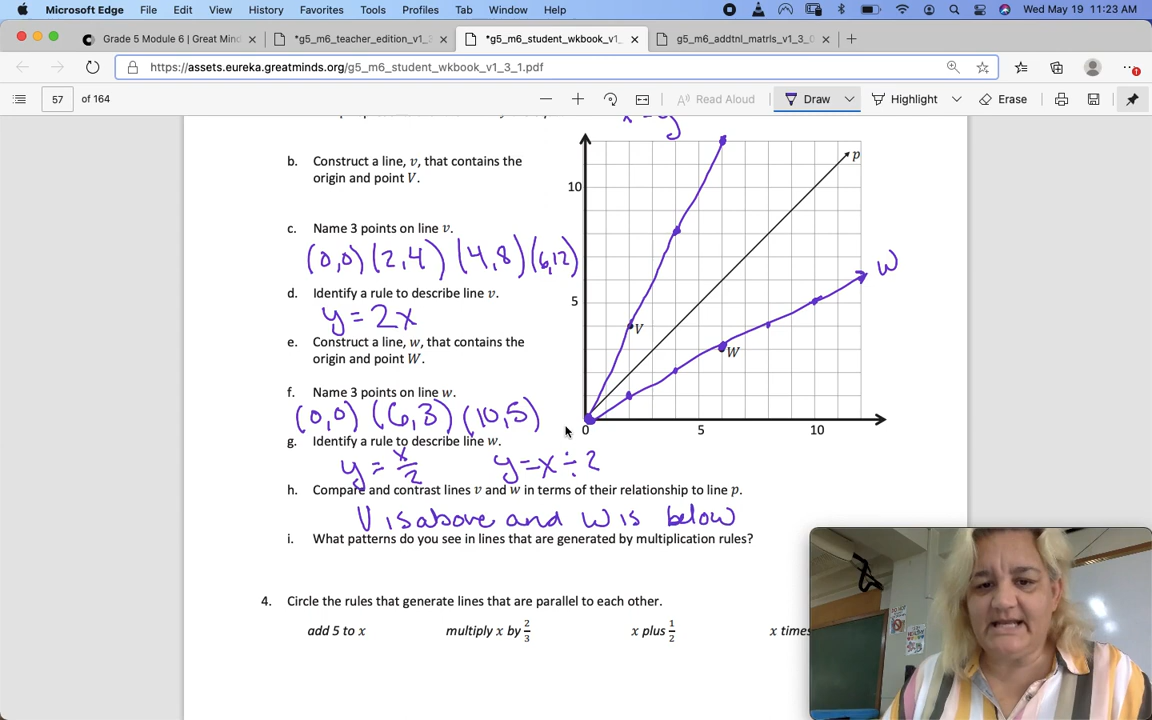 Microsoft Edge File Edit View History Favorites Tools Profiles Tab Window Help Wed May 19 11:23 AM
Grade 5 Module 6 | Great Mind *g5_m6_teacher_edition_v1_ *g5_m6_student_wkbook_v1_ g5_m6_addtnl_matrls_v1_3_0
https://assets.eureka.greatminds.org/g5_m6_student_wkbook_v1_3_1.pdf
57 of 164 Read Aloud Draw Highlight Erase
b. Construct a line, v, that contains the
origin and point V.
c. Name 3 points on line v.
(0,0) (2,4) (4,8) (6,12)
d. Identify a rule to describe line v.
y = 2x
e. Construct a line, w, that contains the
origin and point W.
f. Name 3 points on line w.
(0,0) (6,3) (10,5)
g. Identify a rule to describe line w.
y = x/2 y = x ÷ 2
h. Compare and contrast lines v and w in terms of their relationship to line p.
V is above and w is below
i. What patterns do you see in lines that are generated by multiplication rules?
4. Circle the rules that generate lines that are parallel to each other.
add 5 to x multiply x by 2/3 x plus 1/2 x times
p
10
W
5
V
W
0 5 10